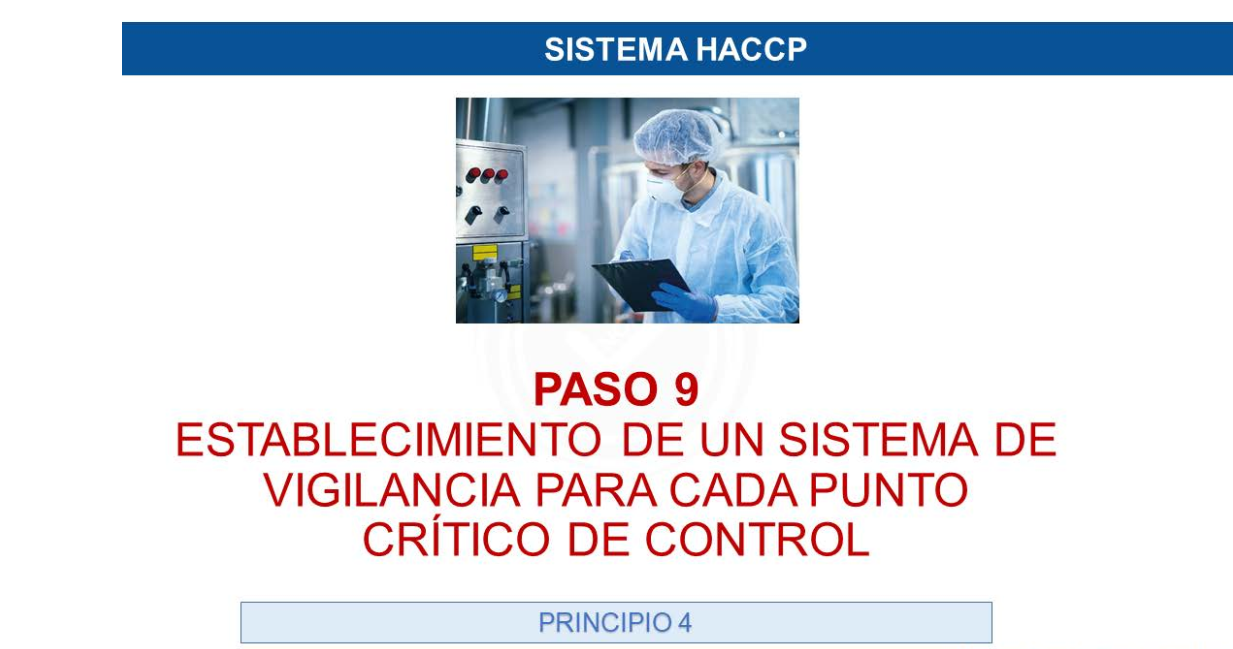 SISTEMA HACCP
PASO 9
ESTABLECIMIENTO DE UN SISTEMA DE
VIGILANCIA PARA CADA PUNTO
CRÍTICO DE CONTROL
PRINCIPIO 4